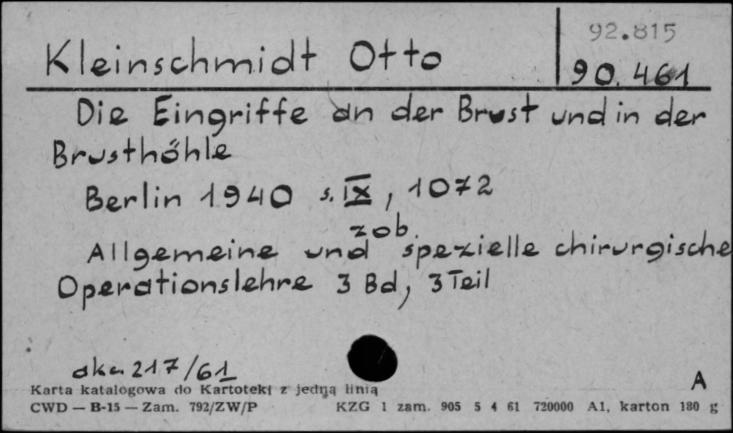 Kleinschmidt Otto
92.815
90.461
Die Eingriffe an der Brust und in der
Brusthöhle
Berlin 1940 s. IX, 1072
zob.
Allgemeine und spezielle chirurgische
Operationslehre 3 Bd, 3 Teil
akc 217/61
A
Karta katalogowa do Kartoteki z jedną linią
CWD — B-15 — Zam. 792/ZW/P KZG 1 zam. 905 5 4 61 720000 A1, karton 180 g